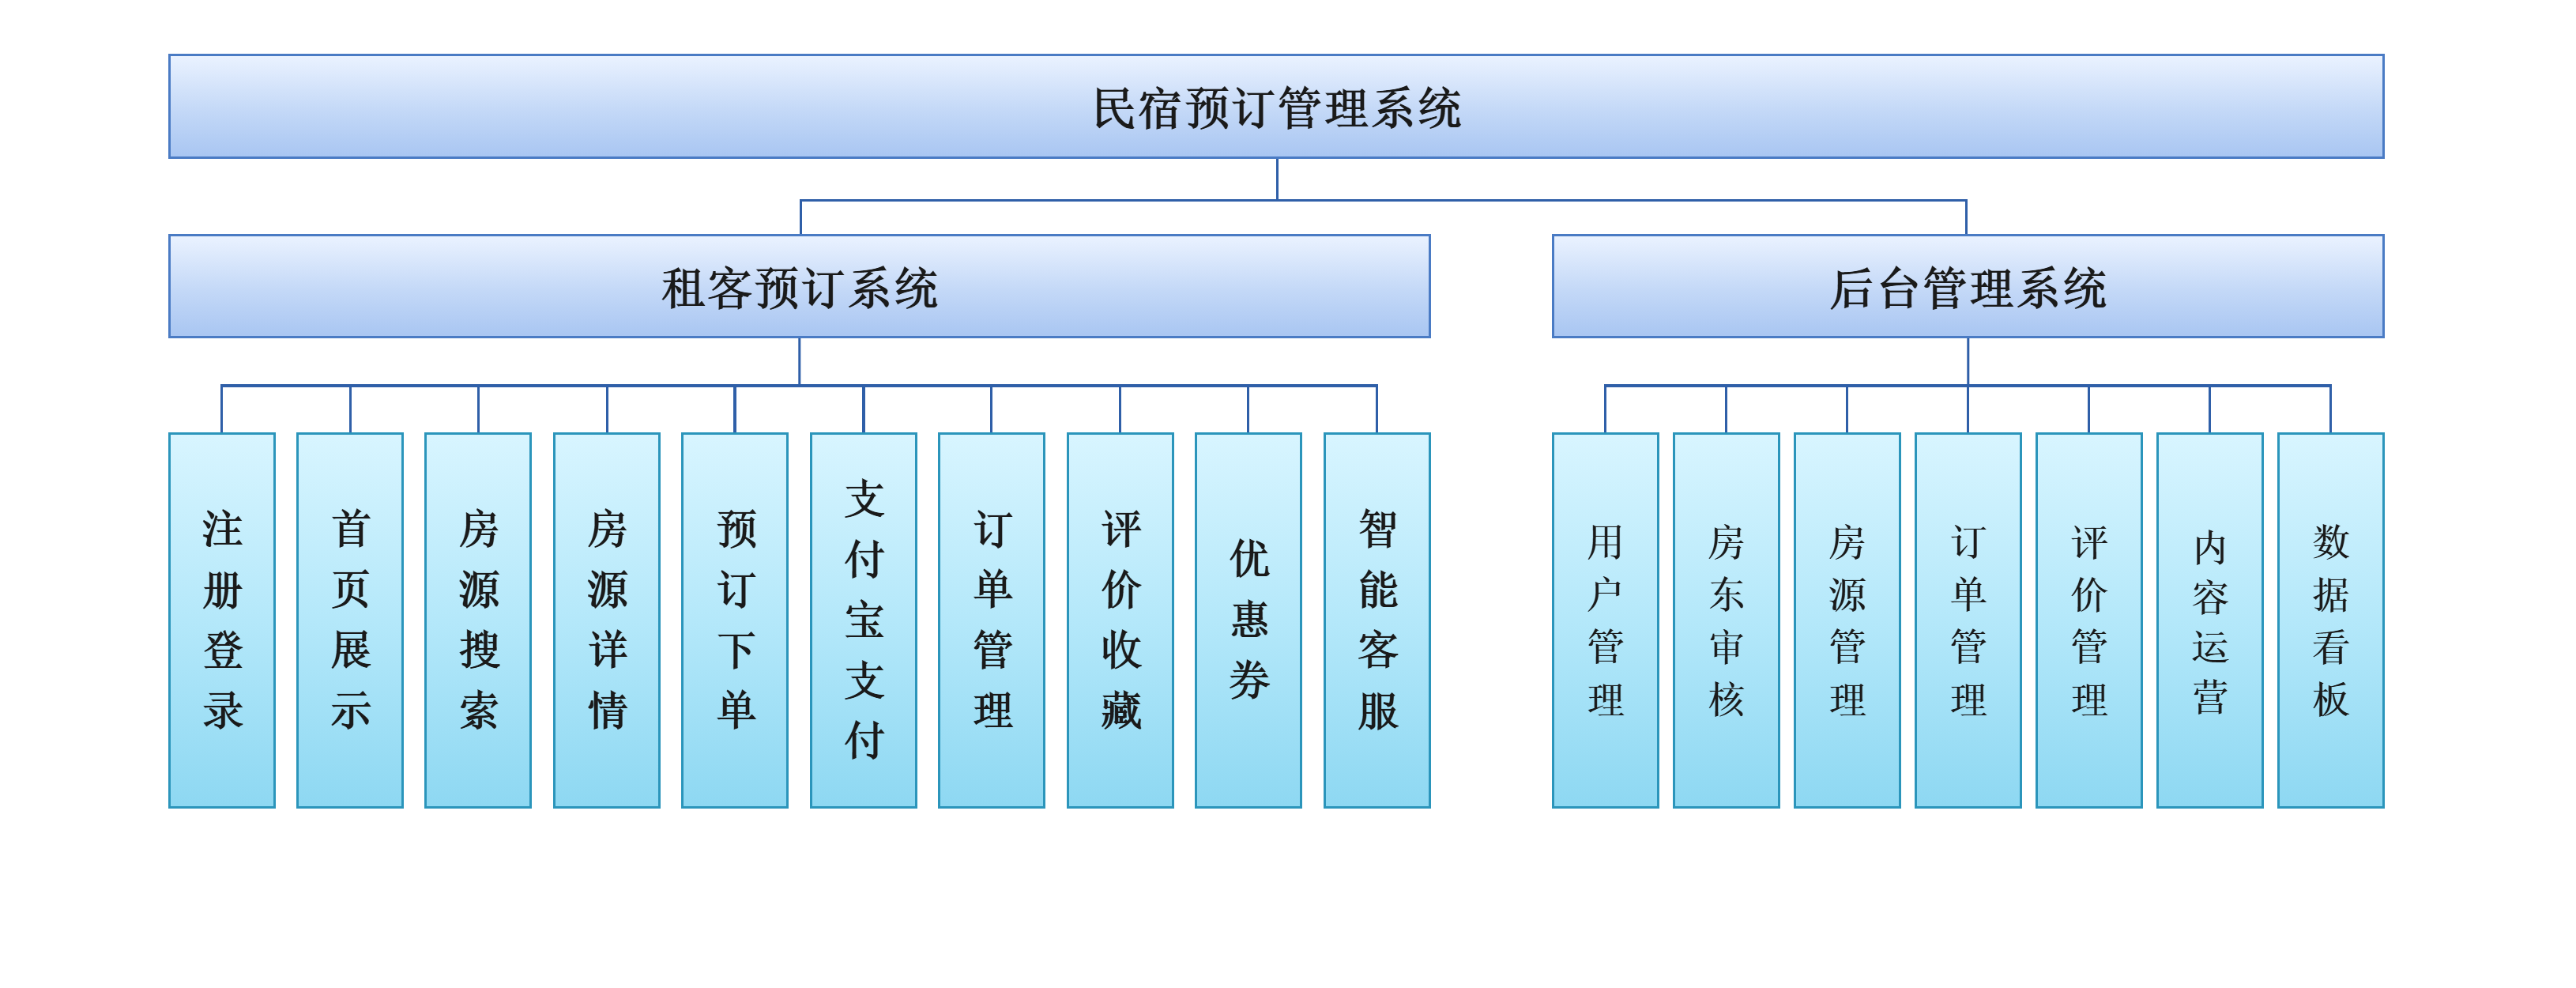 民宿预订管理系统
租客预订系统
后台管理系统
注册登录
首页展示
房源搜索
房源详情
预订下单
支付宝支付
订单管理
评价收藏
优惠券
智能客服
用户管理
房东审核
房源管理
订单管理
评价管理
内容运营
数据看板